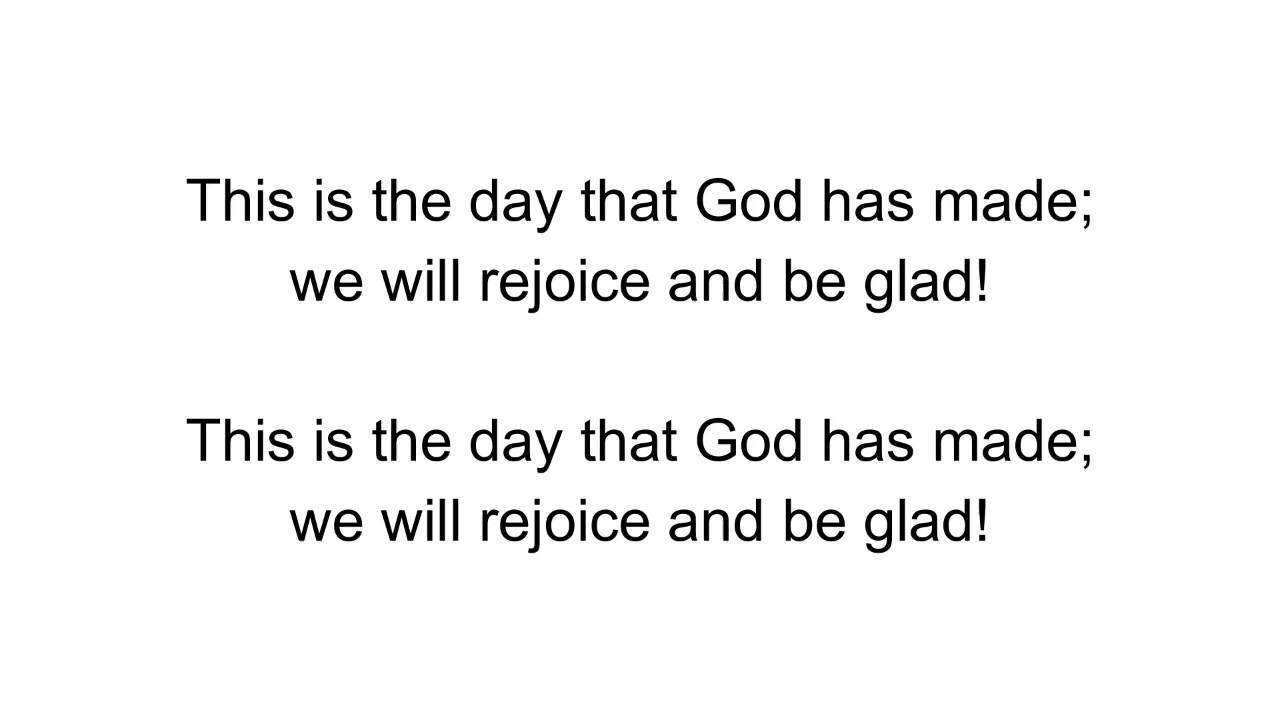 This is the day that God has made;
we will rejoice and be glad!
This is the day that God has made;
we will rejoice and be glad!